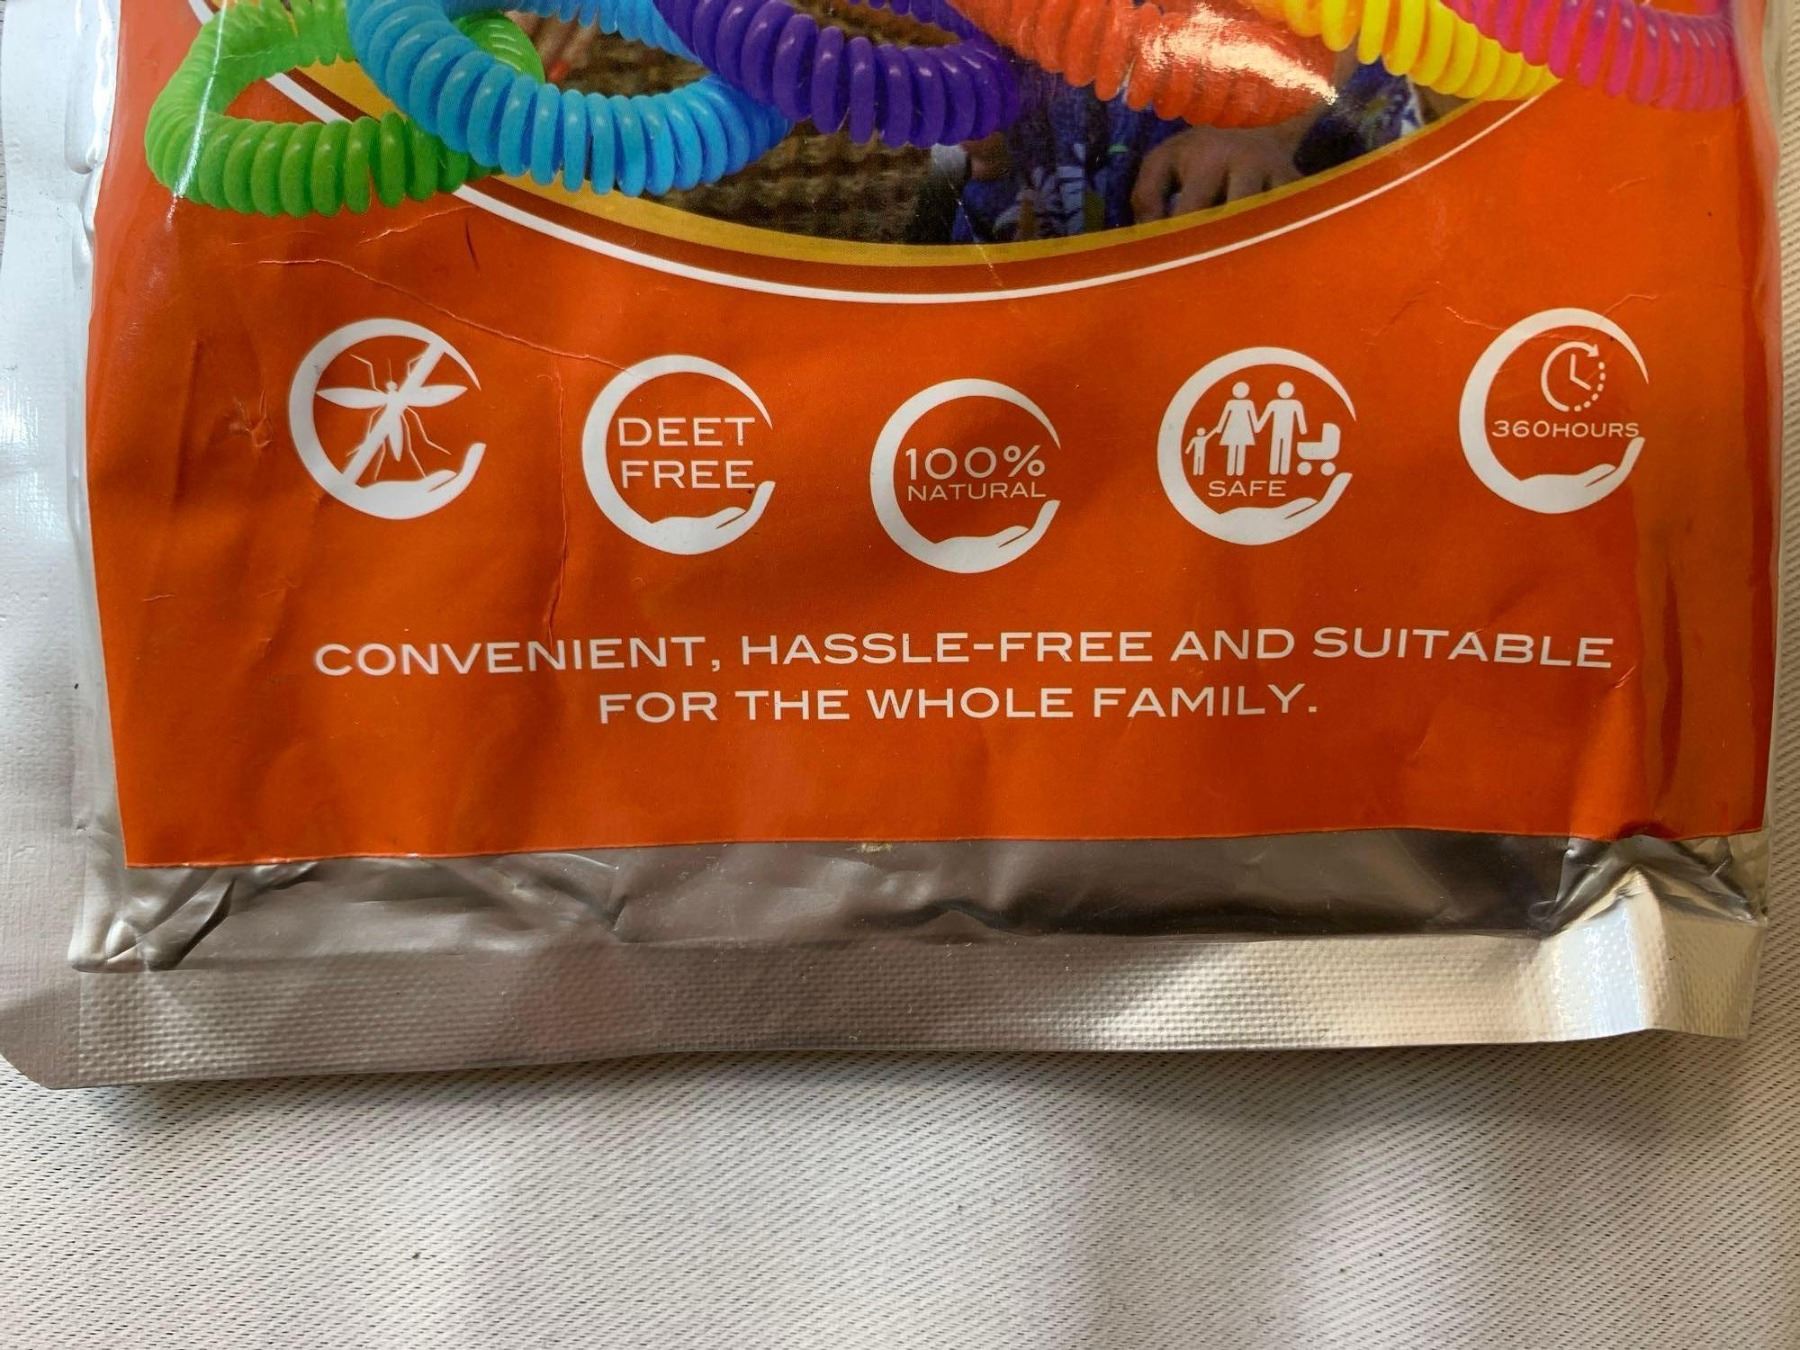 DEET
FREE
100%
NATURAL
SAFE
360HOURS
CONVENIENT, HASSLE-FREE AND SUITABLE
FOR THE WHOLE FAMILY.